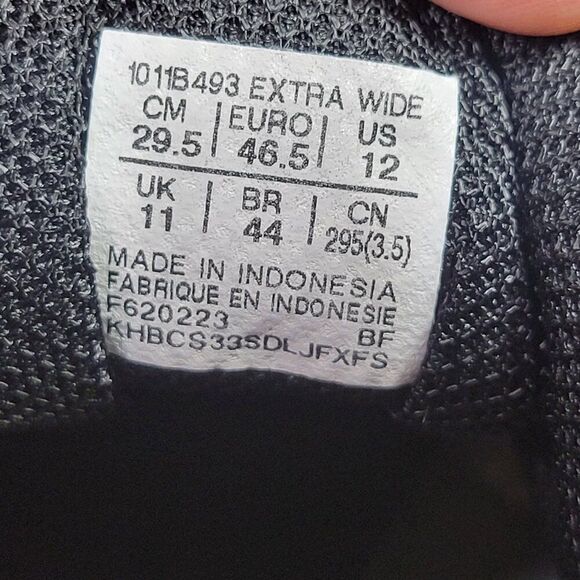 1011B493 EXTRA WIDE
CM | EURO | US
29.5 | 46.5 | 12
UK | BR | CN
11 | 44 | 295(3.5)
MADE IN INDONESIA
FABRIQUE EN INDONESIE
F620223 BF
KHBCS33SDLJFXFS